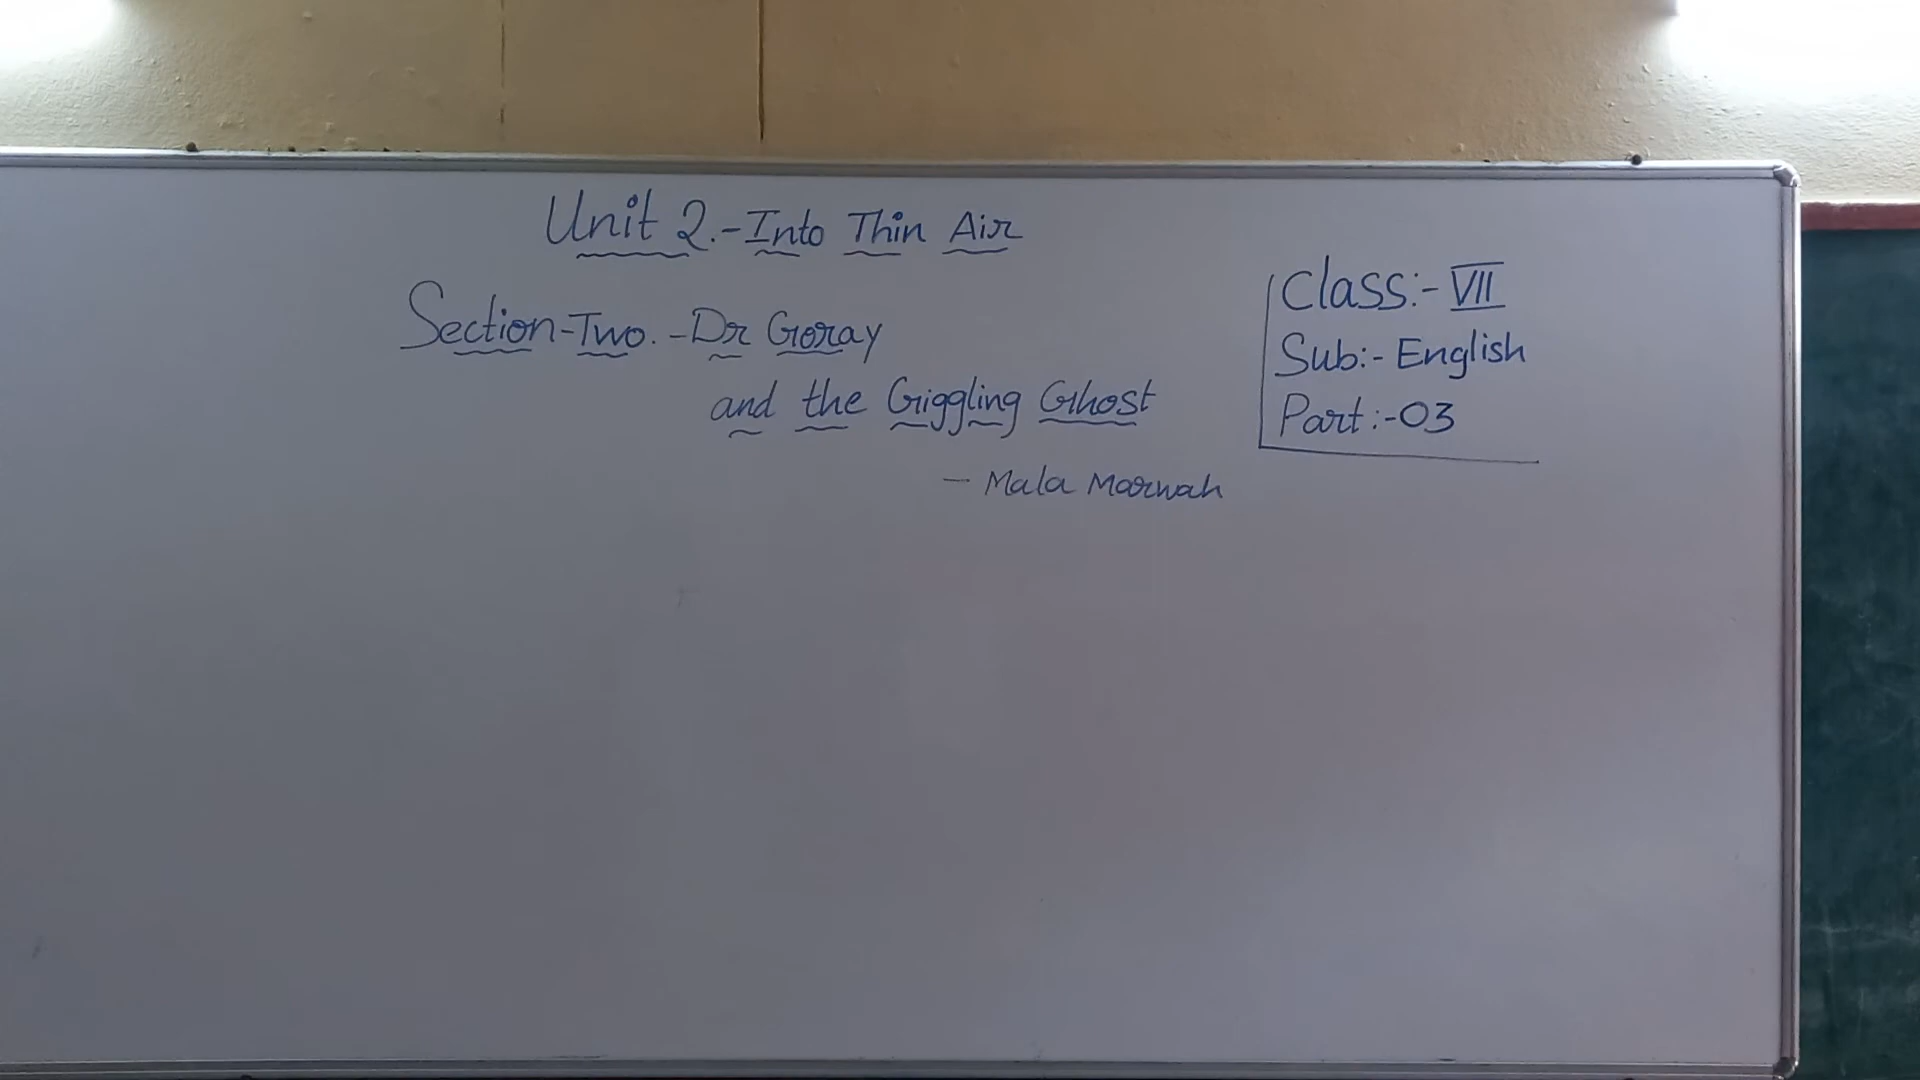 Unit 2.-Into Thin Air
Section-Two.-Dr Goray
and the Giggling Ghost
- Mala Marwah
Class:- VII
Sub:- English
Part:-03